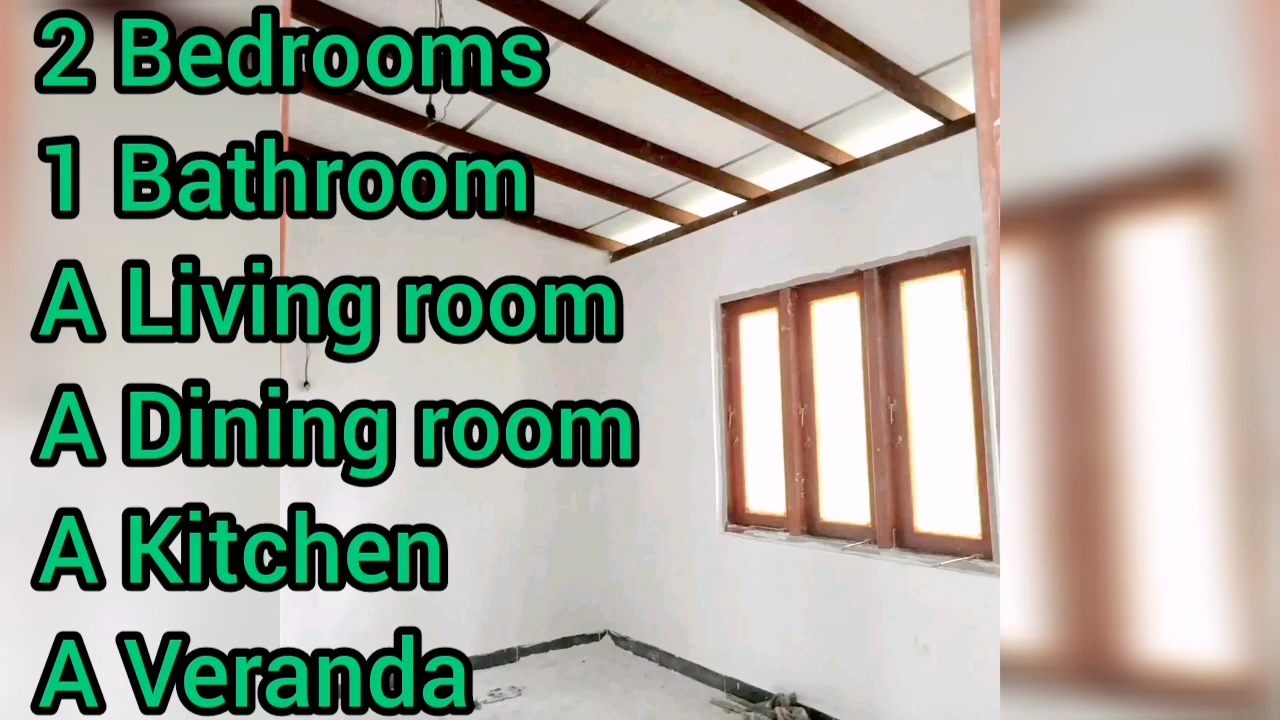 2 Bedrooms
1 Bathroom
A Living room
A Dining room
A Kitchen
A Veranda